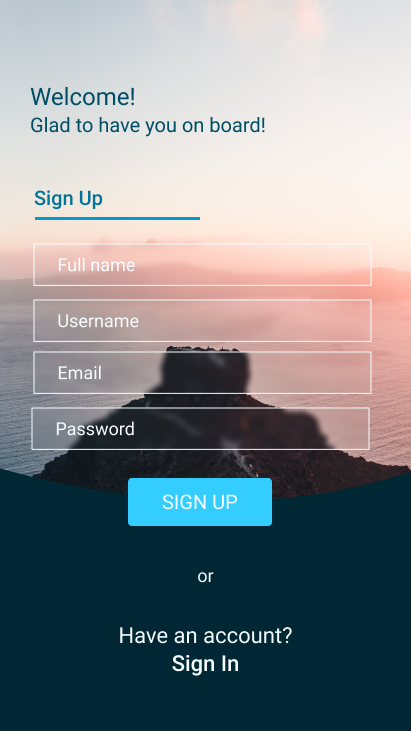 Welcome!
Glad to have you on board!
Sign Up
Full name
Username
Email
Password
SIGN UP
or
Have an account?
Sign In